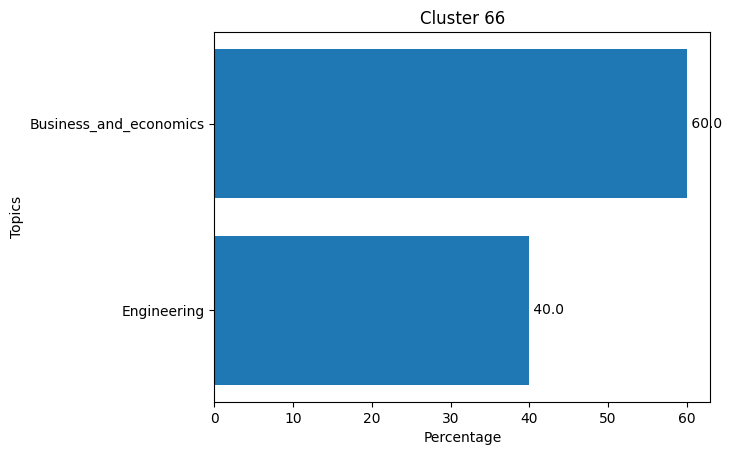 Cluster 66
Topics
Business_and_economics
60.0
Engineering
40.0
0 10 20 30 40 50 60
Percentage